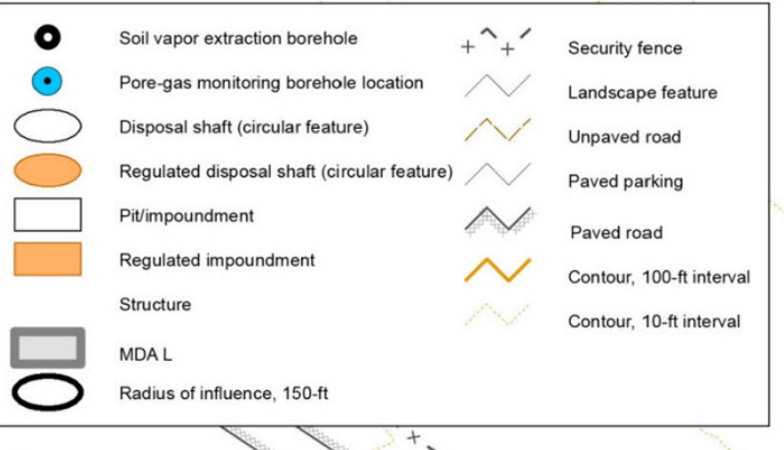 Soil vapor extraction borehole
Pore-gas monitoring borehole location
Disposal shaft (circular feature)
Regulated disposal shaft (circular feature)
Pit/impoundment
Regulated impoundment
Structure
MDA L
Radius of influence, 150-ft
Security fence
Landscape feature
Unpaved road
Paved parking
Paved road
Contour, 100-ft interval
Contour, 10-ft interval